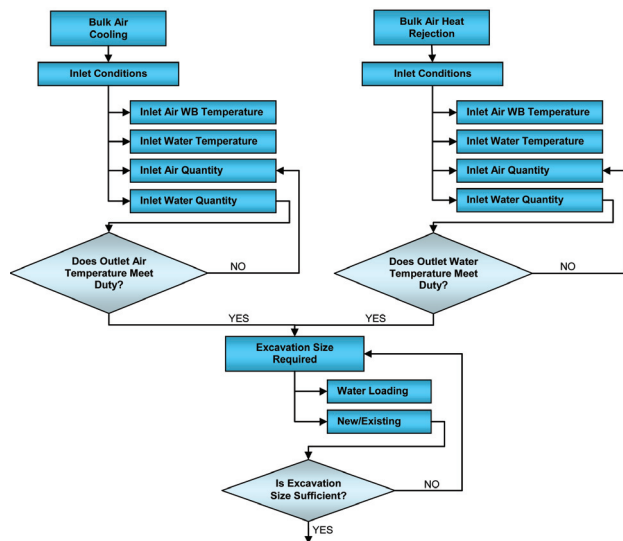 Bulk Air
Cooling
Inlet Conditions
Inlet Air WB Temperature
Inlet Water Temperature
Inlet Air Quantity
Inlet Water Quantity
Does Outlet Air
Temperature Meet
Duty?
NO
YES
Bulk Air Heat
Rejection
Inlet Conditions
Inlet Air WB Temperature
Inlet Water Temperature
Inlet Air Quantity
Inlet Water Quantity
Does Outlet Water
Temperature Meet
Duty?
NO
YES
Excavation Size
Required
Water Loading
New/Existing
Is Excavation
Size Sufficient?
NO
YES